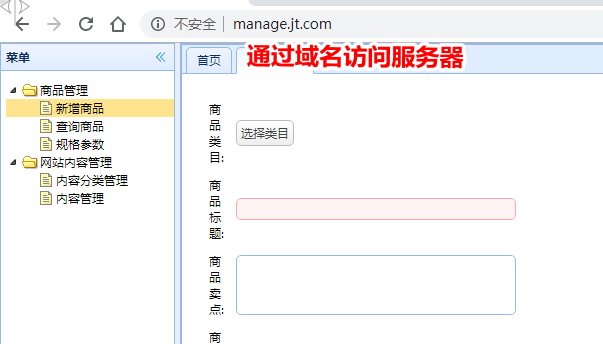 不安全 | manage.jt.com
菜单
首页
通过域名访问服务器
商品管理
新增商品
查询商品
规格参数
网站内容管理
内容分类管理
内容管理
商
品
类
目:
选择类目
商
品
标
题:
商
品
卖
点:
商